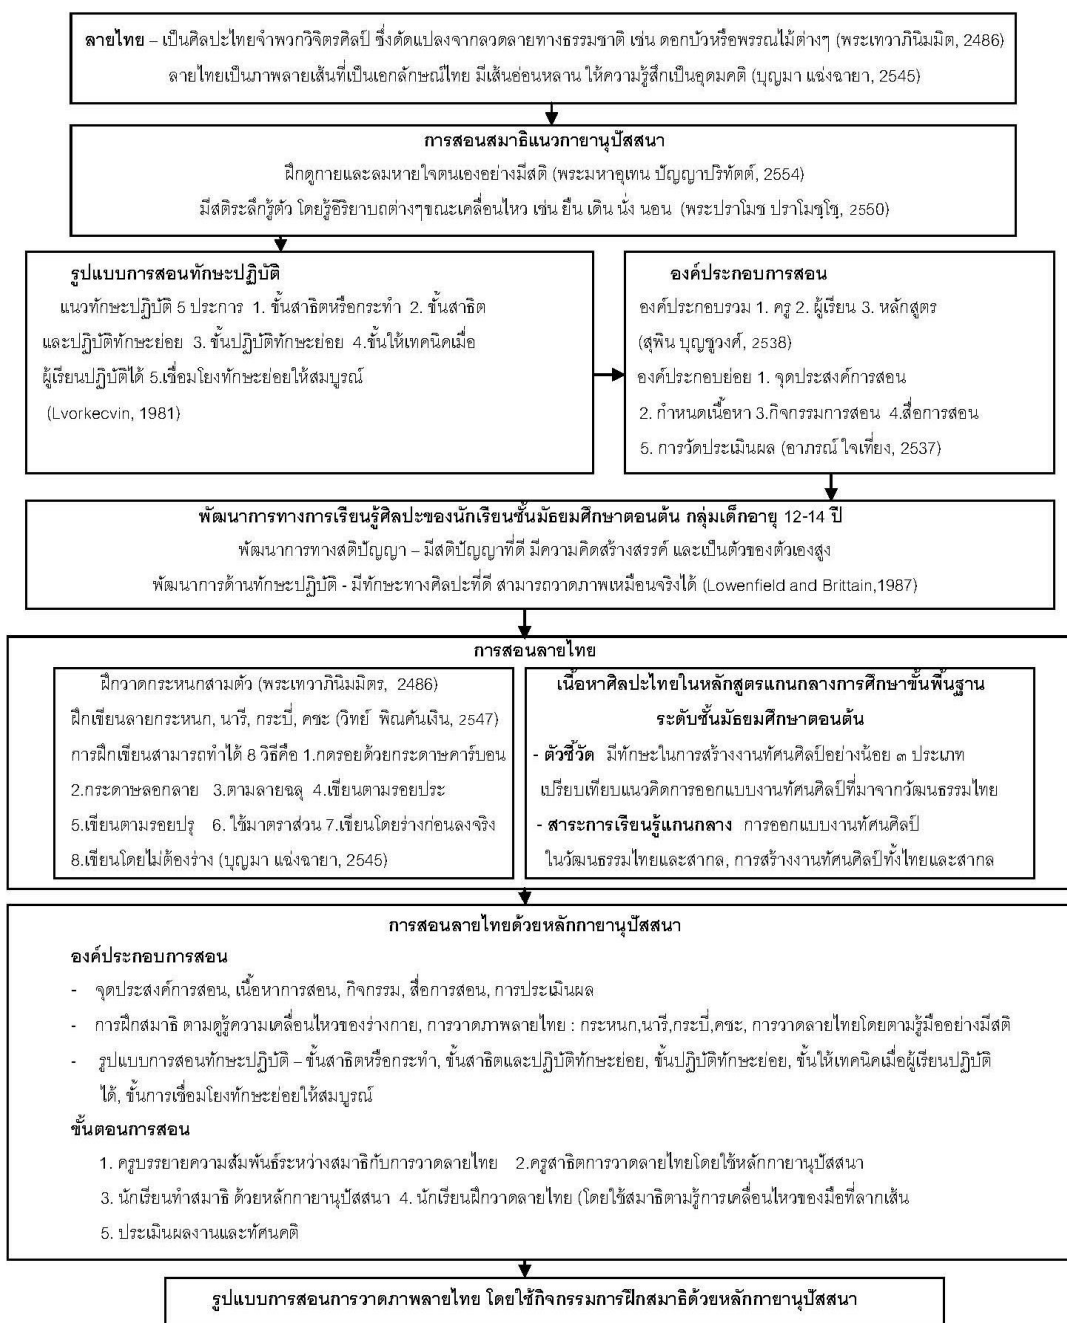 ลายไทย – เป็นศิลปะไทยจำพวกวิจิตรศิลป์ ซึ่งดัดแปลงจากลวดลายทางธรรมชาติ เช่น ดอกบัวหรือพรรณไม้ต่างๆ (พระเทวาภินิมมิต, 2486)
ลายไทยเป็นภาพลายเส้นที่เป็นเอกลักษณ์ไทย มีเส้นอ่อนหลาน ให้ความรู้สึกเป็นอุดมคติ (บุญมา แฉ่งฉายา, 2545)
การสอนสมาธิแนวกายานุปัสสนา
ฝึกดูกายและลมหายใจตนเองอย่างมีสติ (พระมหาอุเทน ปัญญาปริทัตต์, 2554)
มีสติระลึกรู้ตัว โดยรู้อิริยาบถต่างๆขณะเคลื่อนไหว เช่น ยืน เดิน นั่ง นอน (พระปราโมช ปราโมชฺโช, 2550)
รูปแบบการสอนทักษะปฏิบัติ
แนวทักษะปฏิบัติ 5 ประการ 1. ขั้นสาธิตหรือกระทำ 2. ขั้นสาธิต
และปฏิบัติทักษะย่อย 3. ขั้นปฏิบัติทักษะย่อย 4.ขั้นให้เทคนิคเมื่อ
ผู้เรียนปฏิบัติได้ 5.เชื่อมโยงทักษะย่อยให้สมบูรณ์
(Lvorkecvin, 1981)
องค์ประกอบการสอน
องค์ประกอบรวม 1. ครู 2. ผู้เรียน 3. หลักสูตร
(สุพิน บุญชูวงศ์, 2538)
องค์ประกอบย่อย 1. จุดประสงค์การสอน
2. กำหนดเนื้อหา 3.กิจกรรมการสอน 4.สื่อการสอน
5. การวัดประเมินผล (อาภรณ์ ใจเที่ยง, 2537)
พัฒนาการทางการเรียนรู้ศิลปะของนักเรียนชั้นมัธยมศึกษาตอนต้น กลุ่มเด็กอายุ 12-14 ปี
พัฒนาการทางสติปัญญา – มีสติปัญญาที่ดี มีความคิดสร้างสรรค์ และเป็นตัวของตัวเองสูง
พัฒนาการด้านทักษะปฏิบัติ - มีทักษะทางศิลปะที่ดี สามารถวาดภาพเหมือนจริงได้ (Lowenfield and Brittain,1987)
การสอนลายไทย
ฝึกวาดกระหนกสามตัว (พระเทวาภินิมมิตร, 2486)
ฝึกเขียนลายกระหนก, นารี, กระบี่, คชะ (วิทย์ พิณคันเงิน, 2547)
การฝึกเขียนสามารถทำได้ 8 วิธีคือ 1.กดรอยด้วยกระดาษคาร์บอน
2.กระดาษลอกลาย 3.ตามลายฉลุ 4.เขียนตามรอยประ
5.เขียนตามรอยปรุ 6. ใช้มาตราส่วน 7.เขียนโดยร่างก่อนลงจริง
8.เขียนโดยไม่ต้องร่าง (บุญมา แฉ่งฉายา, 2545)
เนื้อหาศิลปะไทยในหลักสูตรแกนกลางการศึกษาขั้นพื้นฐาน
ระดับชั้นมัธยมศึกษาตอนต้น
- ตัวชี้วัด มีทักษะในการสร้างงานทัศนศิลป์อย่างน้อย ๓ ประเภท
เปรียบเทียบแนวคิดการออกแบบงานทัศนศิลป์ที่มาจากวัฒนธรรมไทย
- สาระการเรียนรู้แกนกลาง การออกแบบงานทัศนศิลป์
ในวัฒนธรรมไทยและสากล, การสร้างงานทัศนศิลป์ทั้งไทยและสากล
การสอนลายไทยด้วยหลักกายานุปัสสนา
องค์ประกอบการสอน
- จุดประสงค์การสอน, เนื้อหาการสอน, กิจกรรม, สื่อการสอน, การประเมินผล
- การฝึกสมาธิ ตามดูรู้ความเคลื่อนไหวของร่างกาย, การวาดภาพลายไทย : กระหนก,นารี,กระบี่,คชะ, การวาดลายไทยโดยตามรู้มืออย่างมีสติ
- รูปแบบการสอนทักษะปฏิบัติ – ขั้นสาธิตหรือกระทำ, ขั้นสาธิตและปฏิบัติทักษะย่อย, ขั้นปฏิบัติทักษะย่อย, ขั้นให้เทคนิคเมื่อผู้เรียนปฏิบัติ
ได้, ขั้นการเชื่อมโยงทักษะย่อยให้สมบูรณ์
ขั้นตอนการสอน
1. ครูบรรยายความสัมพันธ์ระหว่างสมาธิกับการวาดลายไทย 2.ครูสาธิตการวาดลายไทยโดยใช้หลักกายานุปัสสนา
3. นักเรียนทำสมาธิ ด้วยหลักกายานุปัสสนา 4. นักเรียนฝึกวาดลายไทย (โดยใช้สมาธิตามรู้การเคลื่อนไหวของมือที่ลากเส้น
5. ประเมินผลงานและทัศนคติ
รูปแบบการสอนการวาดภาพลายไทย โดยใช้กิจกรรมการฝึกสมาธิด้วยหลักกายานุปัสสนา